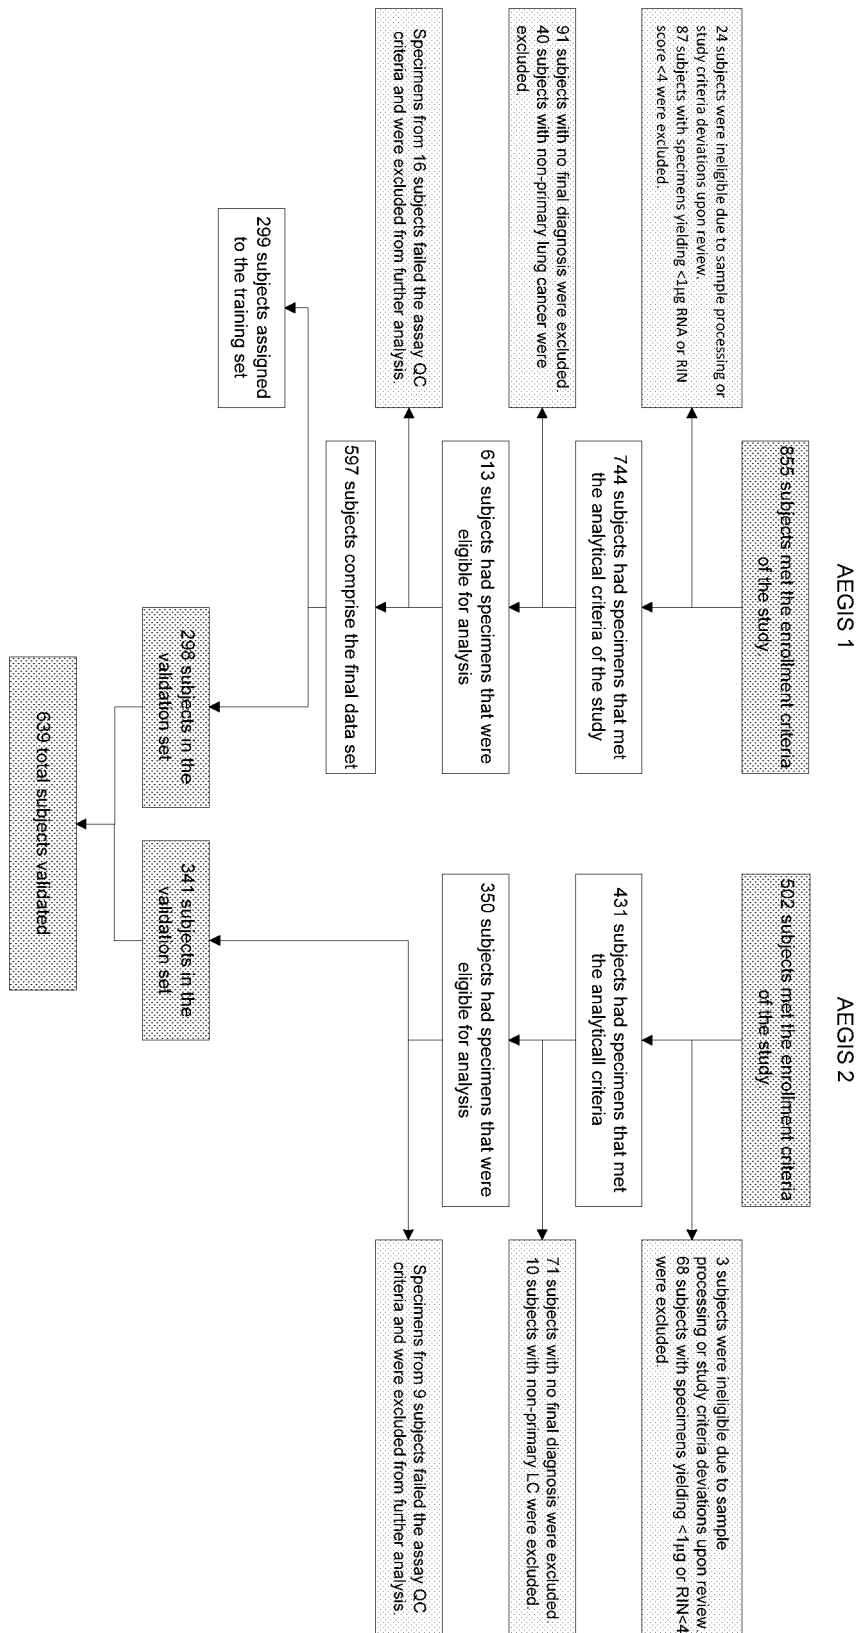 AEGIS 1
855 subjects met the enrollment criteria
of the study.
24 subjects were ineligible due to sample processing or
study criteria deviations upon review.
87 subjects with specimens yielding <1µg RNA or RIN
score <4 were excluded.
744 subjects had specimens that met
the analytical criteria of the study
91 subjects with no final diagnosis were excluded.
40 subjects with non-primary lung cancer were
excluded.
613 subjects had specimens that were
eligible for analysis
Specimens from 16 subjects failed the assay QC
criteria and were excluded from further analysis.
597 subjects comprise the final data set
299 subjects assigned
to the training set
298 subjects in the
validation set
AEGIS 2
502 subjects met the enrollment criteria
of the study
3 subjects were ineligible due to sample
processing or study criteria deviations upon review.
68 subjects with specimens yielding <1µg or RIN<4
were excluded.
431 subjects had specimens that met
the analyticall criteria
71 subjects with no final diagnosis were excluded.
10 subjects with non-primary LC were excluded.
350 subjects had specimens that were
eligible for analysis
Specimens from 9 subjects failed the assay QC
criteria and were excluded from further analysis.
341 subjects in the
validation set
639 total subjects validated